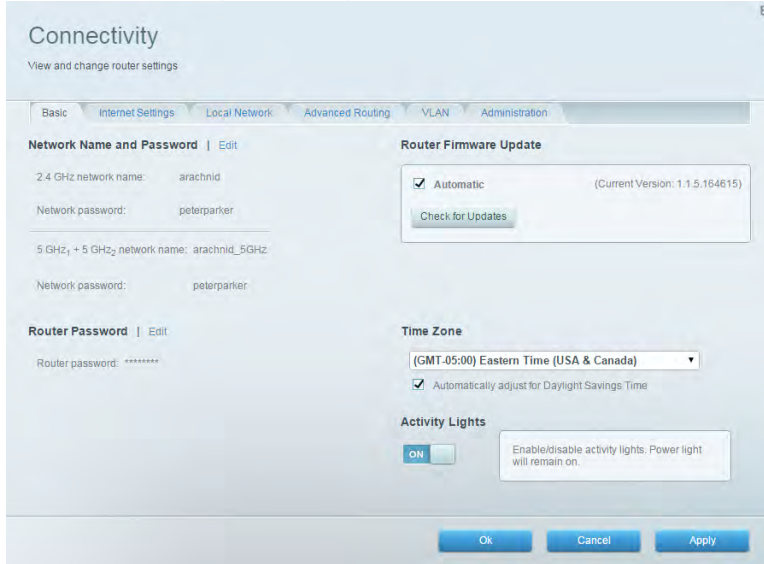 Connectivity
View and change router settings
Basic Internet Settings Local Network Advanced Routing VLAN Administration
Network Name and Password | Edit
2.4 GHz network name: arachnid
Network password: peterparker
5 GHz₁ + 5 GHz₂ network name: arachnid_5GHz
Network password: peterparker
Router Password | Edit
Router password: ********
Router Firmware Update
Automatic (Current Version: 1.1.5.164615)
Check for Updates
Time Zone
(GMT-05:00) Eastern Time (USA & Canada)
Automatically adjust for Daylight Savings Time
Activity Lights
ON
Enable/disable activity lights. Power light
will remain on.
Ok Cancel Apply